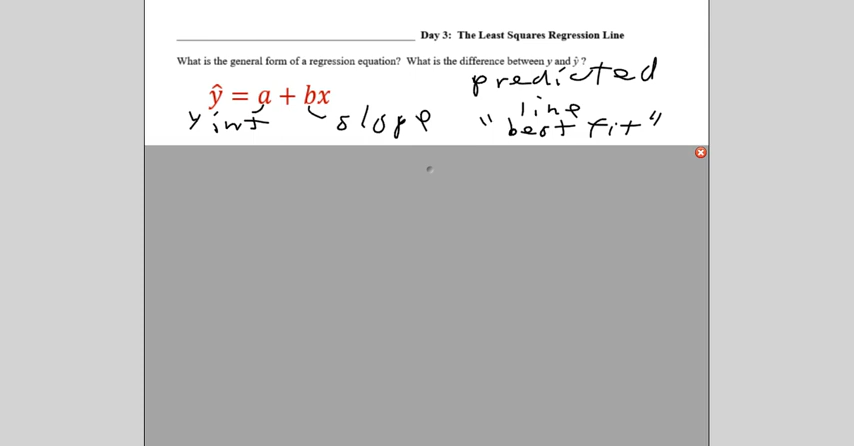 Day 3: The Least Squares Regression Line
What is the general form of a regression equation? What is the difference between y and ŷ?
predicted
ŷ = a + bx
line
y int slope "best fit"